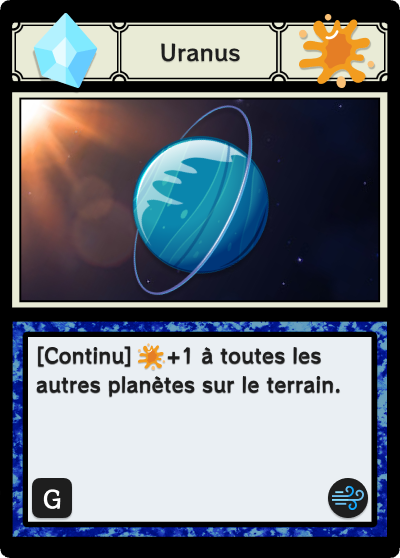 Uranus
[Continu] +1 à toutes les
autres planètes sur le terrain.
G